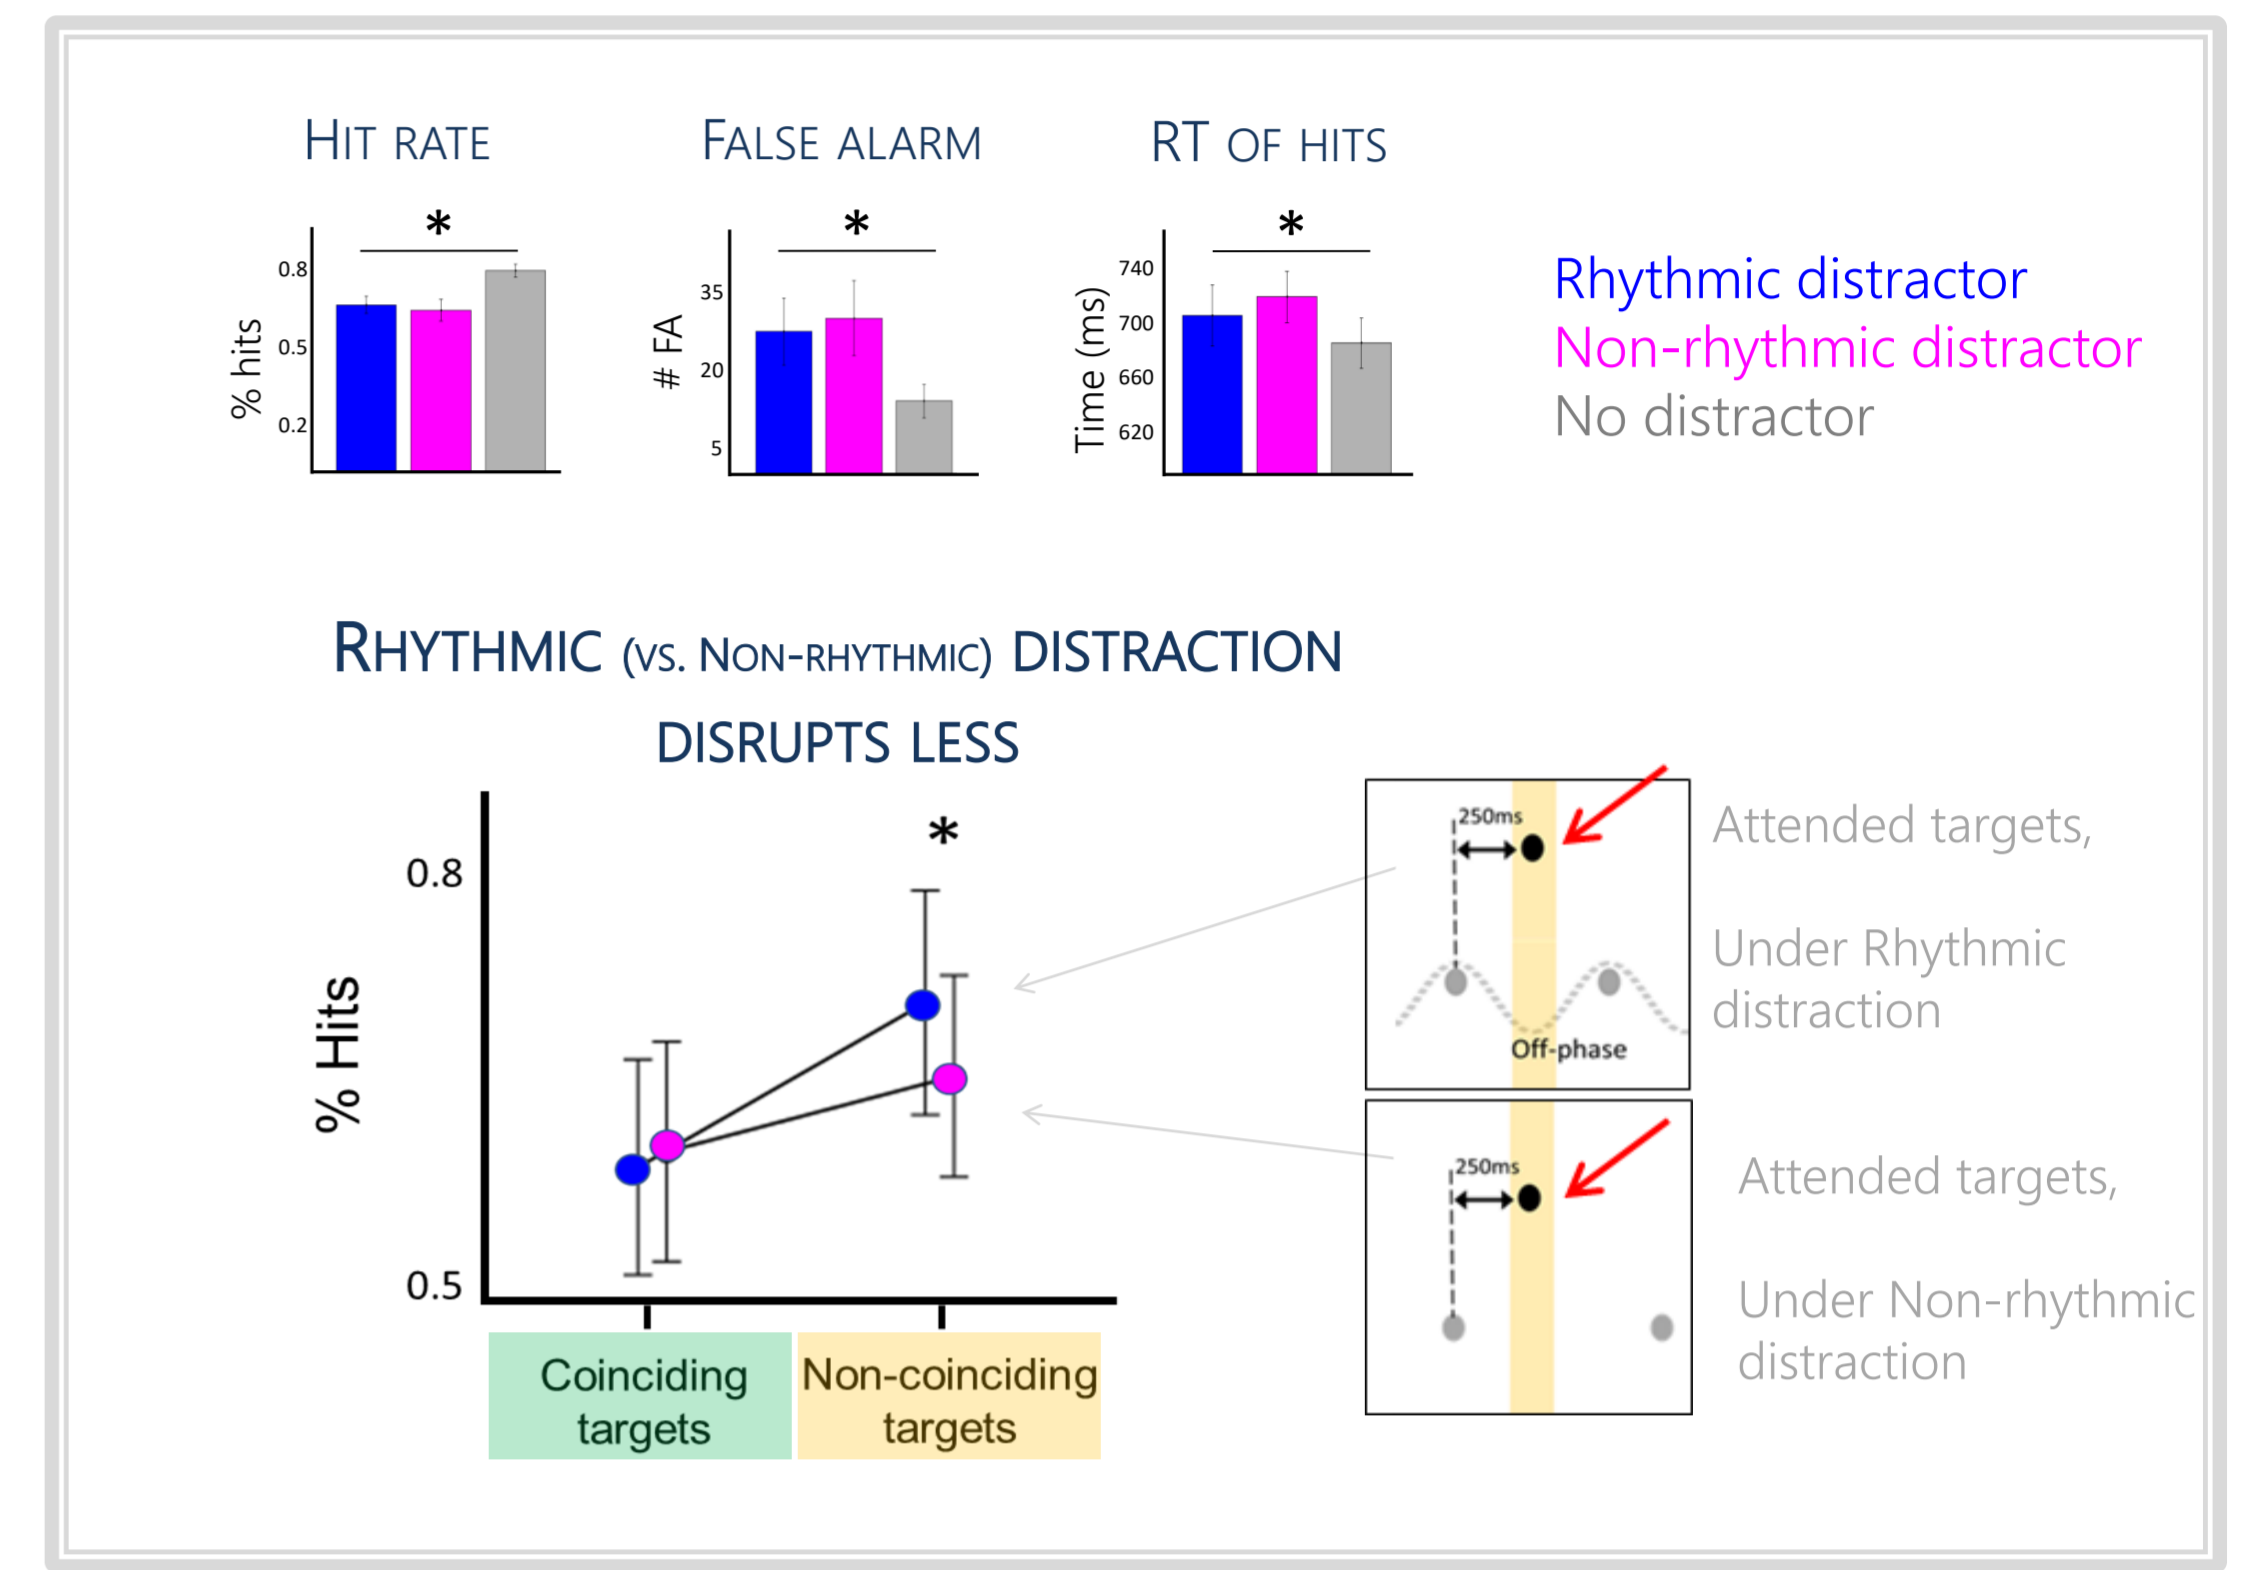 HIT RATE
*
% hits
0.8
0.5
0.2
FALSE ALARM
*
# FA
35
20
5
RT OF HITS
*
Time (ms)
740
700
660
620
Rhythmic distractor
Non-rhythmic distractor
No distractor
RHYTHMIC (VS. NON-RHYTHMIC) DISTRACTION
DISRUPTS LESS
*
% Hits
0.8
0.5
Coinciding
targets
Non-coinciding
targets
250ms
Off-phase
Attended targets,
Under Rhythmic
distraction
250ms
Attended targets,
Under Non-rhythmic
distraction